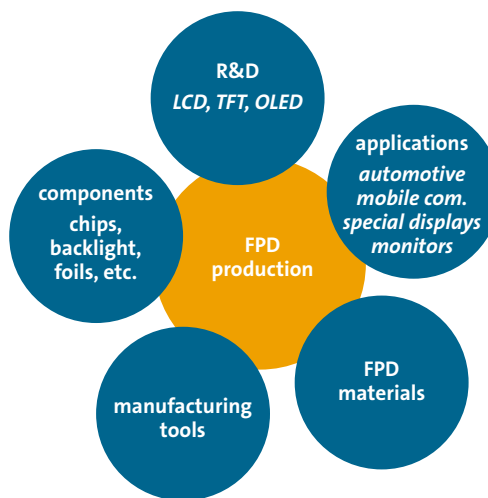 R&D
LCD, TFT, OLED
applications
automotive
mobile com.
special displays
monitors
components
chips,
backlight,
foils, etc.
FPD
production
FPD
materials
manufacturing
tools